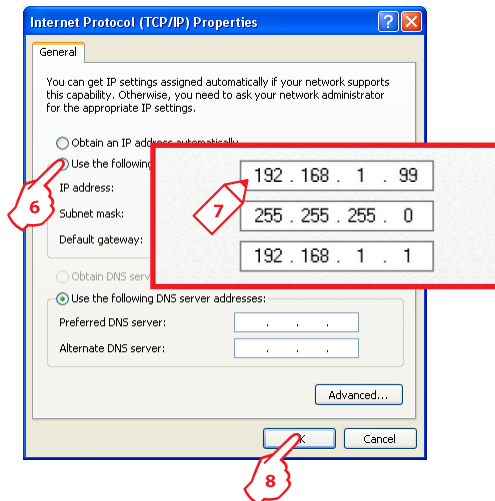 Internet Protocol (TCP/IP) Properties
General
You can get IP settings assigned automatically if your network supports
this capability. Otherwise, you need to ask your network administrator
for the appropriate IP settings.
Obtain an IP address automatically
Use the following
6
IP address:
192 . 168 . 1 . 99
7
Subnet mask:
255 . 255 . 255 . 0
Default gateway:
192 . 168 . 1 . 1
Obtain DNS serv
Use the following DNS server addresses:
Preferred DNS server: . . .
Alternate DNS server: . . .
Advanced...
Cancel
8